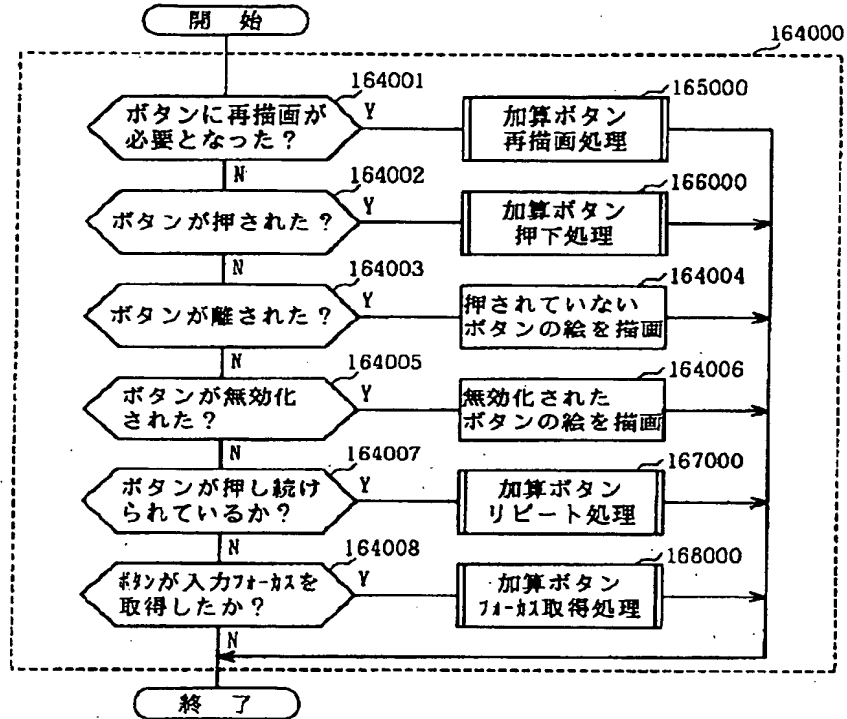 開 始
164000
164001
ボタンに再描画が
必要となった？
Y
165000
加算ボタン
再描画処理
N
164002
ボタンが押された？
Y
166000
加算ボタン
押下処理
N
164003
ボタンが離された？
Y
164004
押されていない
ボタンの絵を描画
N
164005
ボタンが無効化
された？
Y
164006
無効化された
ボタンの絵を描画
N
164007
ボタンが押し続け
られているか？
Y
167000
加算ボタン
リピート処理
N
164008
ボタンが入力フォーカスを
取得したか？
Y
168000
加算ボタン
フォーカス取得処理
N
終 了